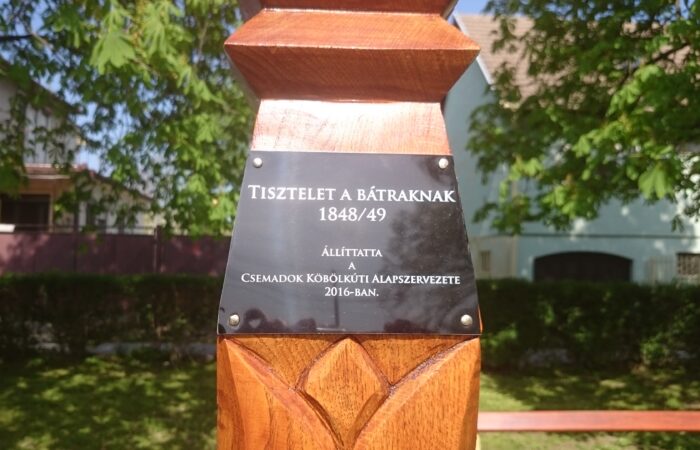 TISZTELET A BÁTRAKNAK
1848/49
ÁLLÍTTATTA
A
CSEMADOK KÖBÖLKÚTI ALAPSZERVEZETE
2016-BAN.